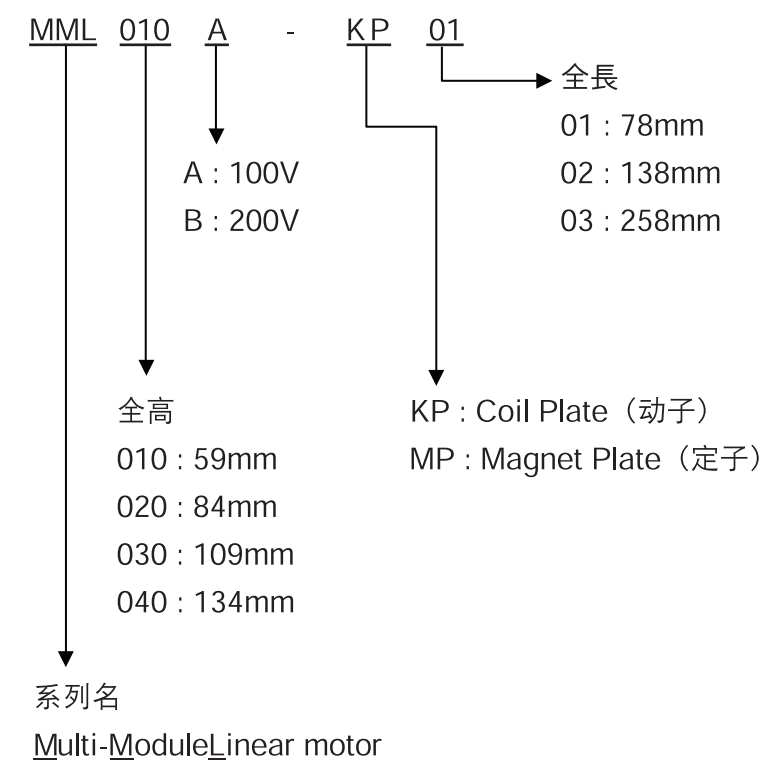 MML 010 A - KP 01
全長
01 : 78mm
02 : 138mm
03 : 258mm
A : 100V
B : 200V
全高
010 : 59mm
020 : 84mm
030 : 109mm
040 : 134mm
KP : Coil Plate（动子）
MP : Magnet Plate（定子）
系列名
Multi-ModuleLinear motor